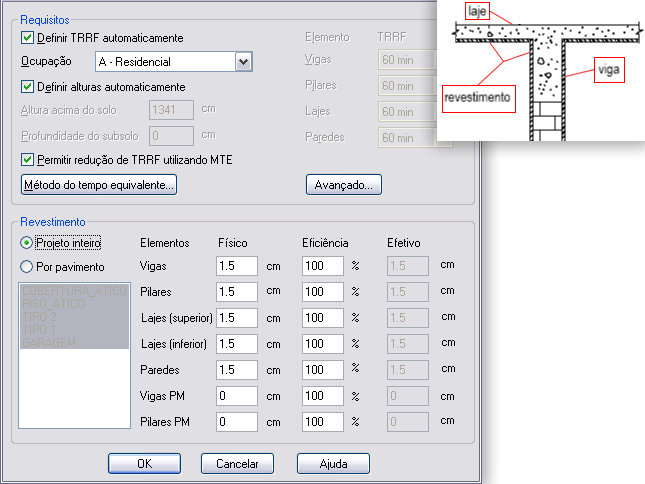 Requisitos
Definir TRRF automaticamente
Elemento TRRF
Ocupação A - Residencial
Vigas 60 min
Definir alturas automaticamente
Pilares 60 min
Altura acima do solo 1341 cm
Lajes 60 min
Profundidade do subsolo 0 cm
Paredes 60 min
Permitir redução de TRRF utilizando MTE
Método do tempo equivalente... Avançado...
Revestimento
Projeto inteiro
Por pavimento
COBERTURA_ATICO
PISO_ATICO
TIPO 2
TIPO 1
GARAGEM
Elementos Físico Eficiência Efetivo
Vigas 1.5 cm 100 % 1.5 cm
Pilares 1.5 cm 100 % 1.5 cm
Lajes (superior) 1.5 cm 100 % 1.5 cm
Lajes (inferior) 1.5 cm 100 % 1.5 cm
Paredes 1.5 cm 100 % 1.5 cm
Vigas PM 0 cm 100 % 0 cm
Pilares PM 0 cm 100 % 0 cm
OK Cancelar Ajuda
laje
viga
revestimento